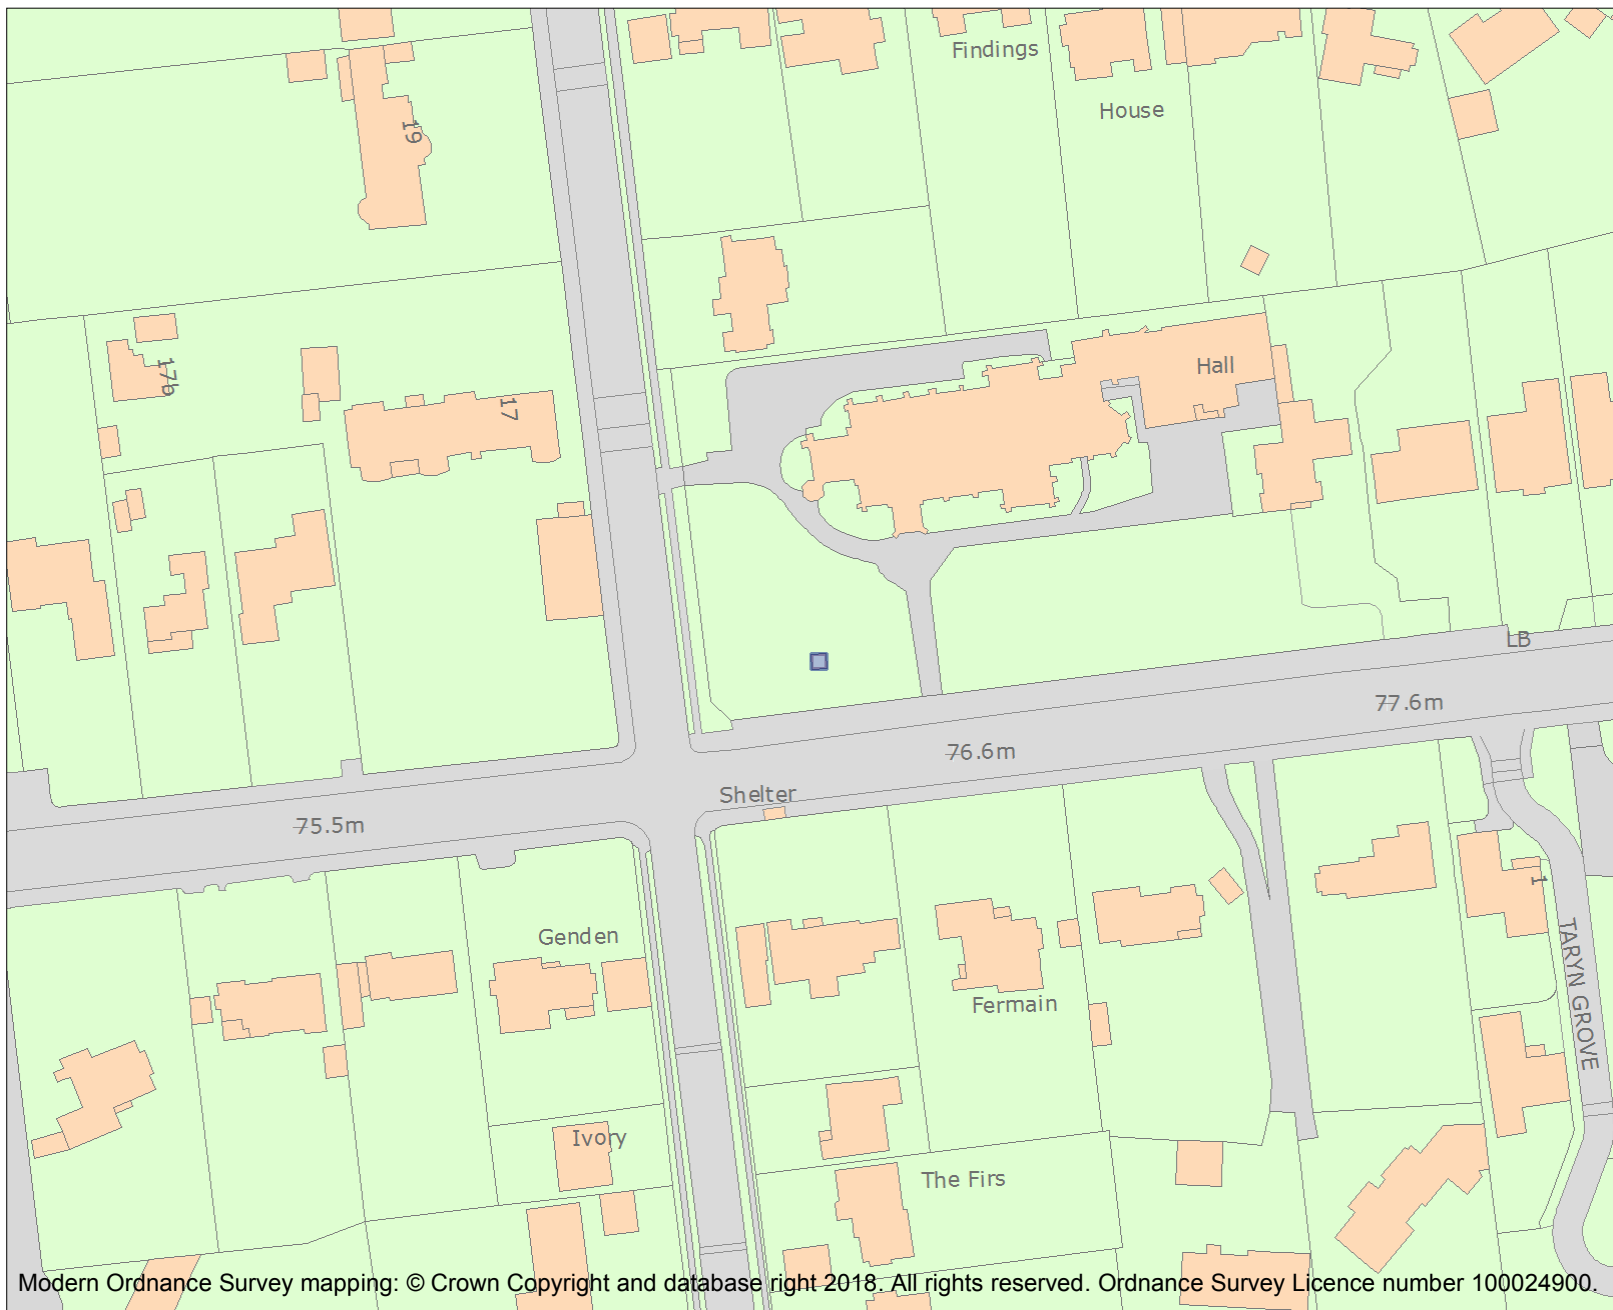 Findings
House
19
Hall
17b
17
LB
77.6m
76.6m
Shelter
75.5m
1
TARYN GROVE
Genden
Fermain
Ivory
The Firs
Modern Ordnance Survey mapping: © Crown Copyright and database right 2018. All rights reserved. Ordnance Survey Licence number 100024900.